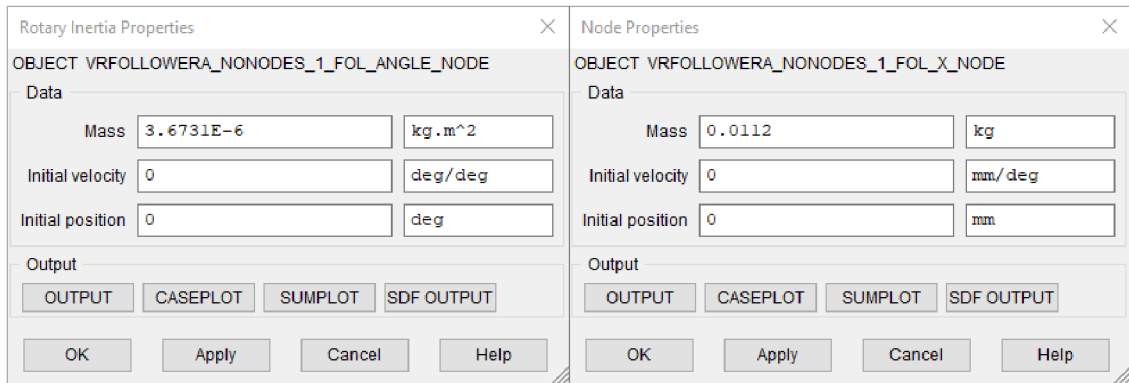 Rotary Inertia Properties
OBJECT VRFOLLOWERA_NONODES_1_FOL_ANGLE_NODE
Data
Mass 3.6731E-6 kg.m^2
Initial velocity 0 deg/deg
Initial position 0 deg
Output
OUTPUT CASEPLOT SUMPLOT SDF OUTPUT
OK Apply Cancel Help
Node Properties
OBJECT VRFOLLOWERA_NONODES_1_FOL_X_NODE
Data
Mass 0.0112 kg
Initial velocity 0 mm/deg
Initial position 0 mm
Output
OUTPUT CASEPLOT SUMPLOT SDF OUTPUT
OK Apply Cancel Help